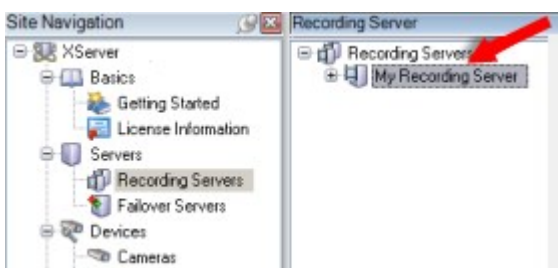 Site Navigation
XServer
Basics
Getting Started
License Information
Servers
Recording Servers
Failover Servers
Devices
Cameras
Recording Server
Recording Servers
My Recording Server